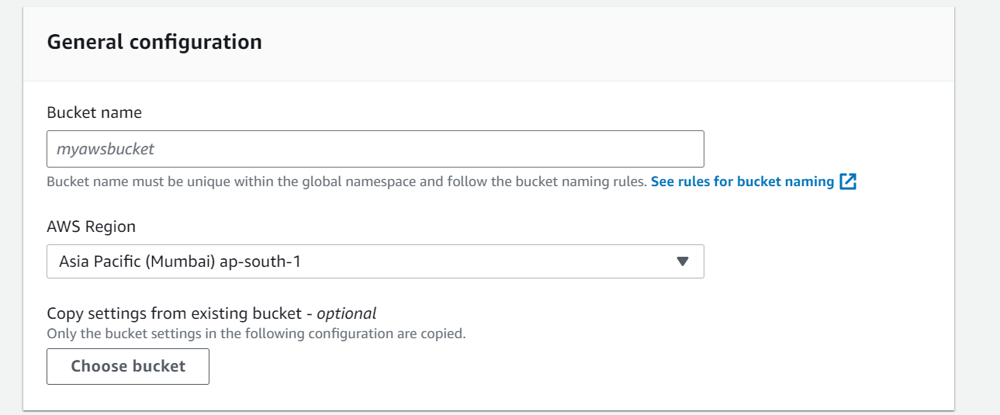 General configuration
Bucket name
myawsbucket
Bucket name must be unique within the global namespace and follow the bucket naming rules. See rules for bucket naming
AWS Region
Asia Pacific (Mumbai) ap-south-1
Copy settings from existing bucket - optional
Only the bucket settings in the following configuration are copied.
Choose bucket